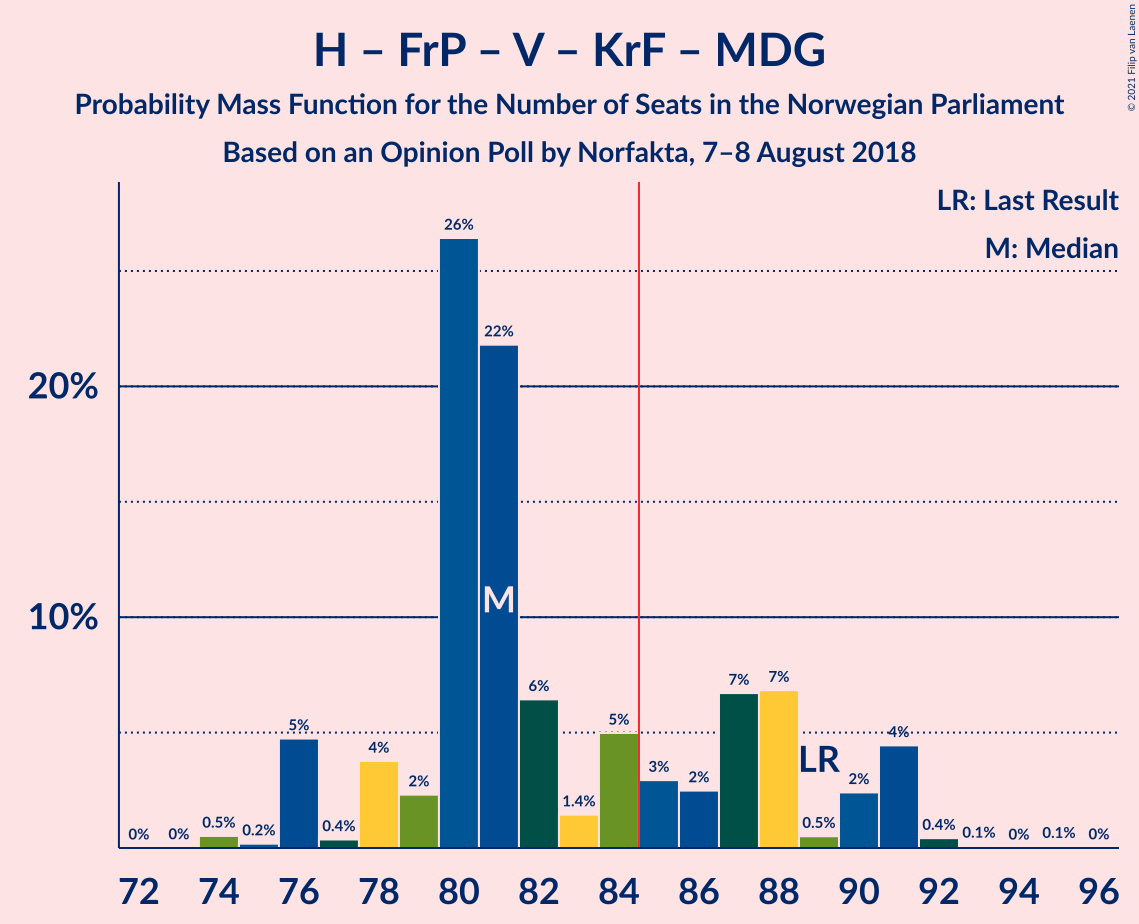 © 2021 Filip van Laenen
H – FrP – V – KrF – MDG
Probability Mass Function for the Number of Seats in the Norwegian Parliament
Based on an Opinion Poll by Norfakta, 7–8 August 2018
LR: Last Result
M: Median
20%
10%
0% 0% 0.5% 0.2% 5% 0.4% 4% 2% 26% 22% 6% 1.4% 5% 3% 2% 7% 7% 0.5% 2% 4% 0.4% 0.1% 0% 0.1% 0%
M
LR
72 74 76 78 80 82 84 86 88 90 92 94 96